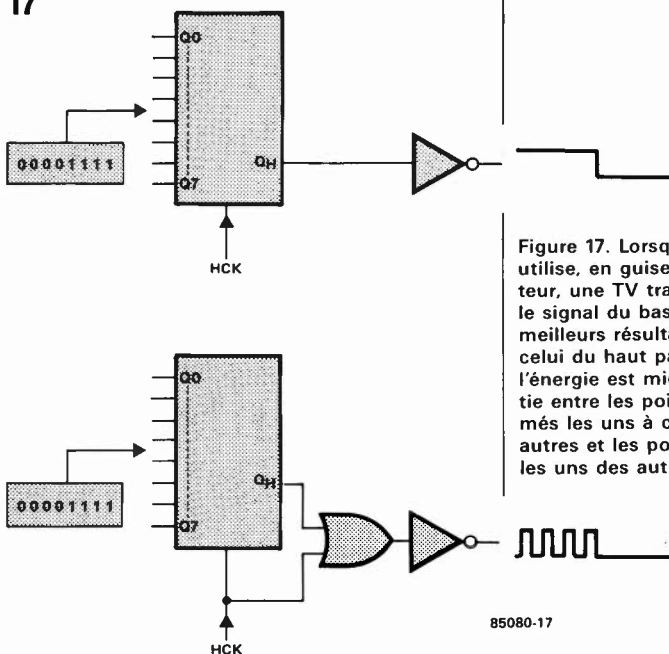 17
Q0
00001111
QH
Q7
HCK
Figure 17. Lorsq
utilise, en guise
teur, une TV tra
le signal du bas
meilleurs résulta
celui du haut pa
l'énergie est mie
tie entre les poi
més les uns à c
autres et les po
les uns des aut
Q0
00001111
QH
Q7
HCK
85080-17